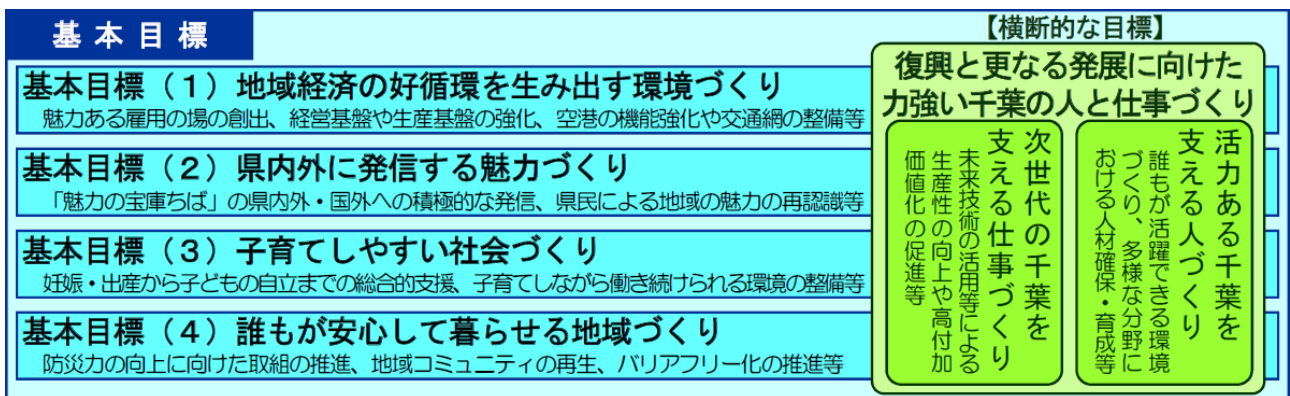 基本目標
基本目標(1)地域経済の好循環を生み出す環境づくり
魅力ある雇用の場の創出、経営基盤や生産基盤の強化、空港の機能強化や交通網の整備等
基本目標(2)県内外に発信する魅力づくり
「魅力の宝庫ちば」の県内外・国外への積極的な発信、県民による地域の魅力の再認識等
基本目標(3)子育てしやすい社会づくり
妊娠・出産から子どもの自立までの総合的支援、子育てしながら働き続けられる環境の整備等
基本目標(4)誰もが安心して暮らせる地域づくり
防災力の向上に向けた取組の推進、地域コミュニティの再生、バリアフリー化の推進等
【横断的な目標】
復興と更なる発展に向けた
力強い千葉の人と仕事づくり
活力ある千葉を
支える人づくり
誰もが活躍できる環境
づくり、多様な分野に
おける人材確保・育成等
次世代の千葉を
支える仕事づくり
未来技術の活用等による
生産性の向上や高付加
価値化の促進等